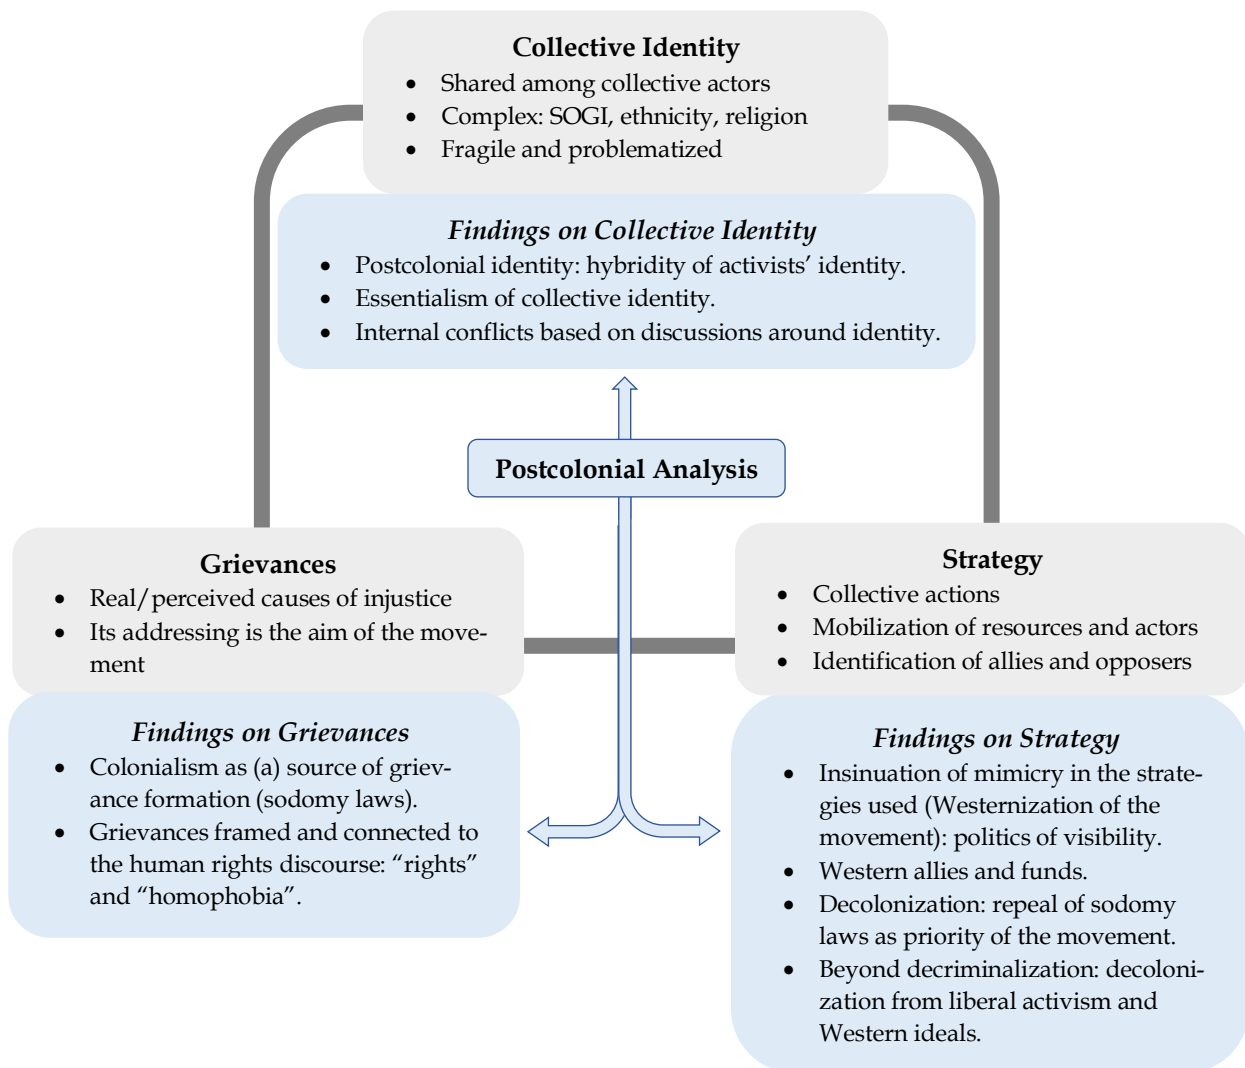 Collective Identity
• Shared among collective actors
• Complex: SOGI, ethnicity, religion
• Fragile and problematized
Findings on Collective Identity
• Postcolonial identity: hybridity of activists’ identity.
• Essentialism of collective identity.
• Internal conflicts based on discussions around identity.
Postcolonial Analysis
Grievances
• Real/perceived causes of injustice
• Its addressing is the aim of the move-
ment
Findings on Grievances
• Colonialism as (a) source of griev-
ance formation (sodomy laws).
• Grievances framed and connected to
the human rights discourse: “rights”
and “homophobia”.
Strategy
• Collective actions
• Mobilization of resources and actors
• Identification of allies and opposers
Findings on Strategy
• Insinuation of mimicry in the strate-
gies used (Westernization of the
movement): politics of visibility.
• Western allies and funds.
• Decolonization: repeal of sodomy
laws as priority of the movement.
• Beyond decriminalization: decoloni-
zation from liberal activism and
Western ideals.